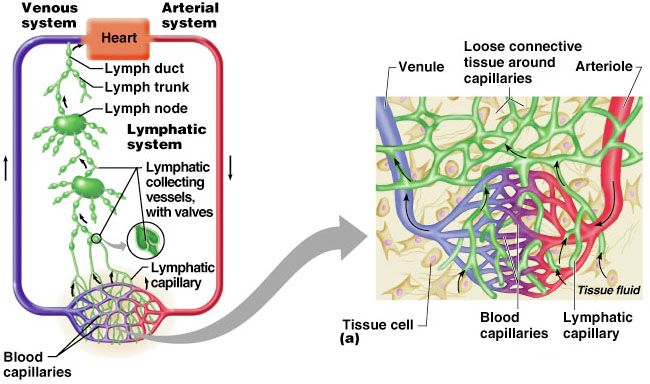 Venous
system
Arterial
system
Heart
Lymph duct
Lymph trunk
Lymph node
Lymphatic
system
Lymphatic
collecting
vessels,
with valves
Lymphatic
capillary
Blood
capillaries
Loose connective
tissue around
capillaries
Venule
Arteriole
Tissue fluid
Tissue cell
Blood
capillaries
Lymphatic
capillary
(a)